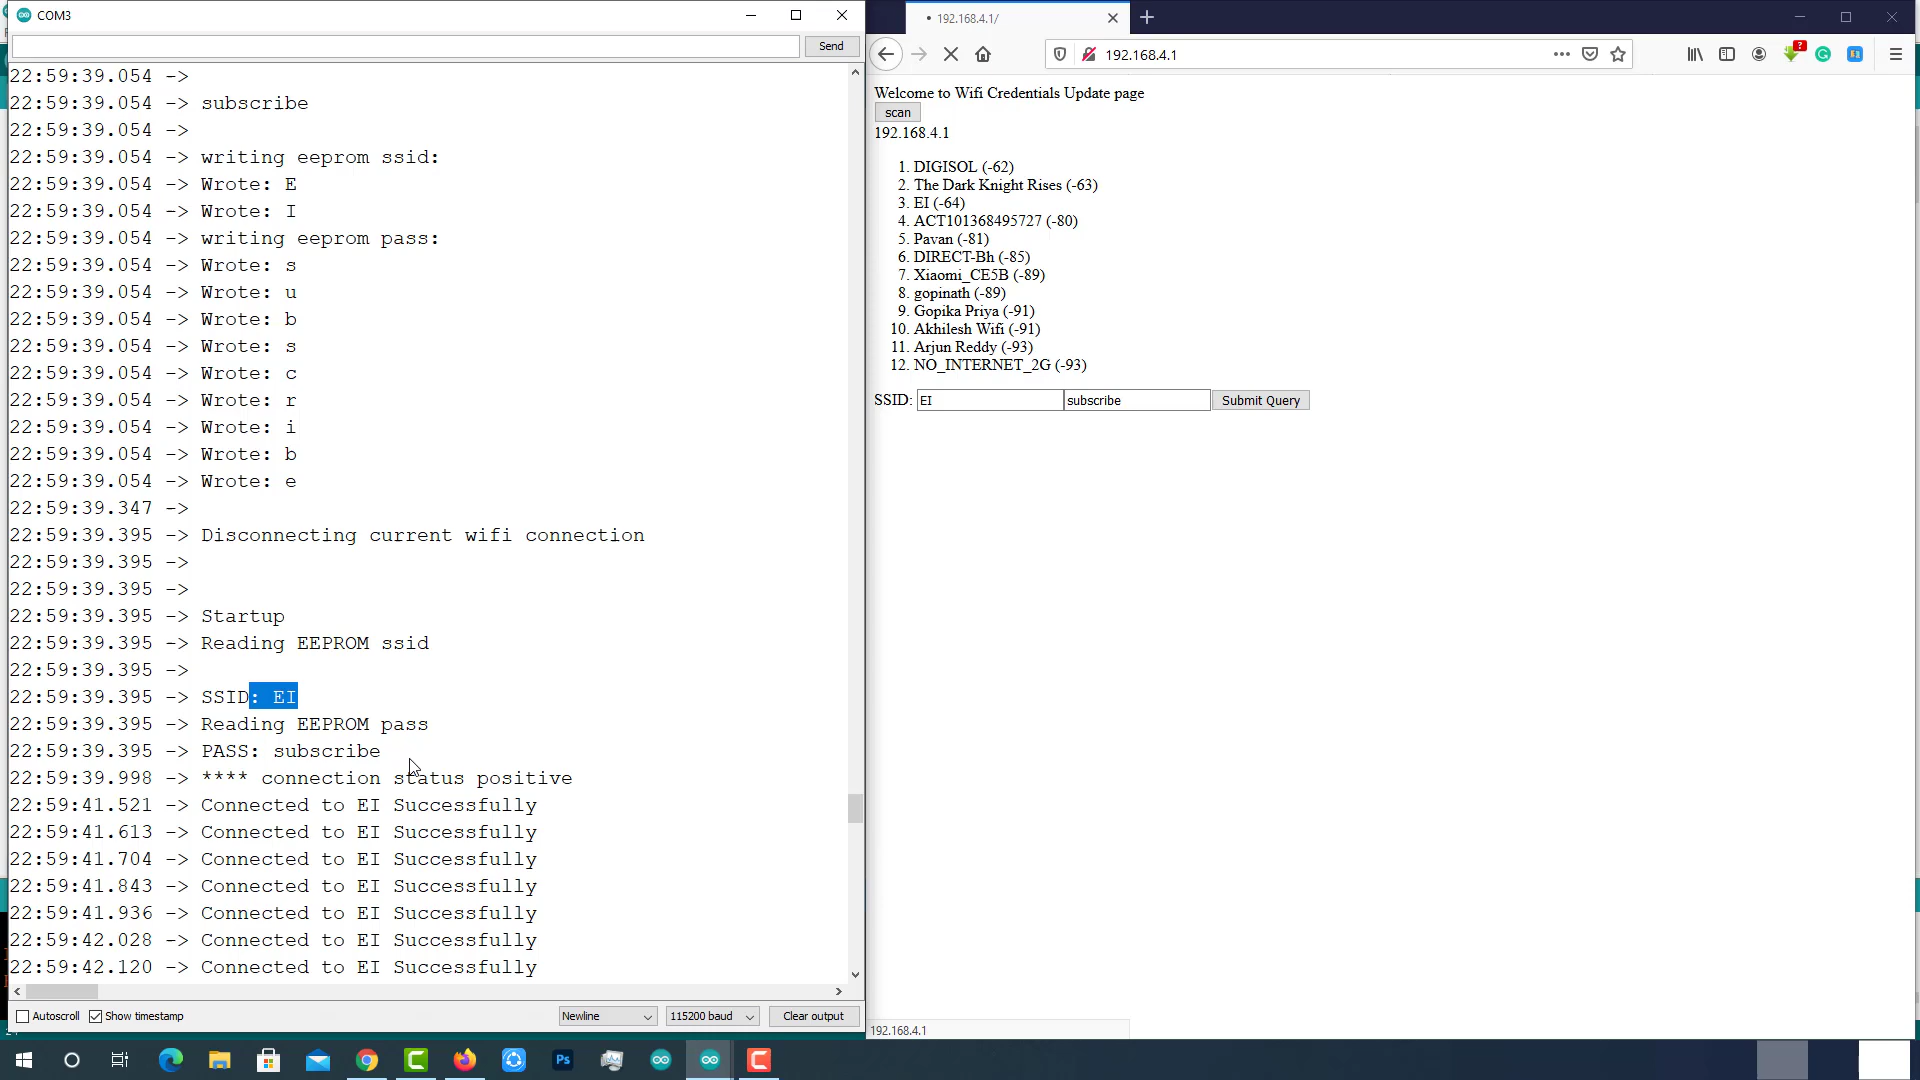 COM3
Send
22:59:39.054 ->
22:59:39.054 -> subscribe
22:59:39.054 ->
22:59:39.054 -> writing eeprom ssid:
22:59:39.054 -> Wrote: E
22:59:39.054 -> Wrote: I
22:59:39.054 -> writing eeprom pass:
22:59:39.054 -> Wrote: s
22:59:39.054 -> Wrote: u
22:59:39.054 -> Wrote: b
22:59:39.054 -> Wrote: s
22:59:39.054 -> Wrote: c
22:59:39.054 -> Wrote: r
22:59:39.054 -> Wrote: i
22:59:39.054 -> Wrote: b
22:59:39.054 -> Wrote: e
22:59:39.347 ->
22:59:39.395 -> Disconnecting current wifi connection
22:59:39.395 ->
22:59:39.395 ->
22:59:39.395 -> Startup
22:59:39.395 -> Reading EEPROM ssid
22:59:39.395 ->
22:59:39.395 -> SSID: EI
22:59:39.395 -> Reading EEPROM pass
22:59:39.395 -> PASS: subscribe
22:59:39.998 -> **** connection status positive
22:59:41.521 -> Connected to EI Successfully
22:59:41.613 -> Connected to EI Successfully
22:59:41.704 -> Connected to EI Successfully
22:59:41.843 -> Connected to EI Successfully
22:59:41.936 -> Connected to EI Successfully
22:59:42.028 -> Connected to EI Successfully
22:59:42.120 -> Connected to EI Successfully
Autoscroll Show timestamp Newline 115200 baud Clear output
192.168.4.1/
192.168.4.1
Welcome to Wifi Credentials Update page
scan
192.168.4.1
1. DIGISOL (-62)
2. The Dark Knight Rises (-63)
3. EI (-64)
4. ACT101368495727 (-80)
5. Pavan (-81)
6. DIRECT-Bh (-85)
7. Xiaomi_CE5B (-89)
8. gopinath (-89)
9. Gopika Priya (-91)
10. Akhilesh Wifi (-91)
11. Arjun Reddy (-93)
12. NO_INTERNET_2G (-93)
SSID: EI subscribe Submit Query
192.168.4.1
Ps